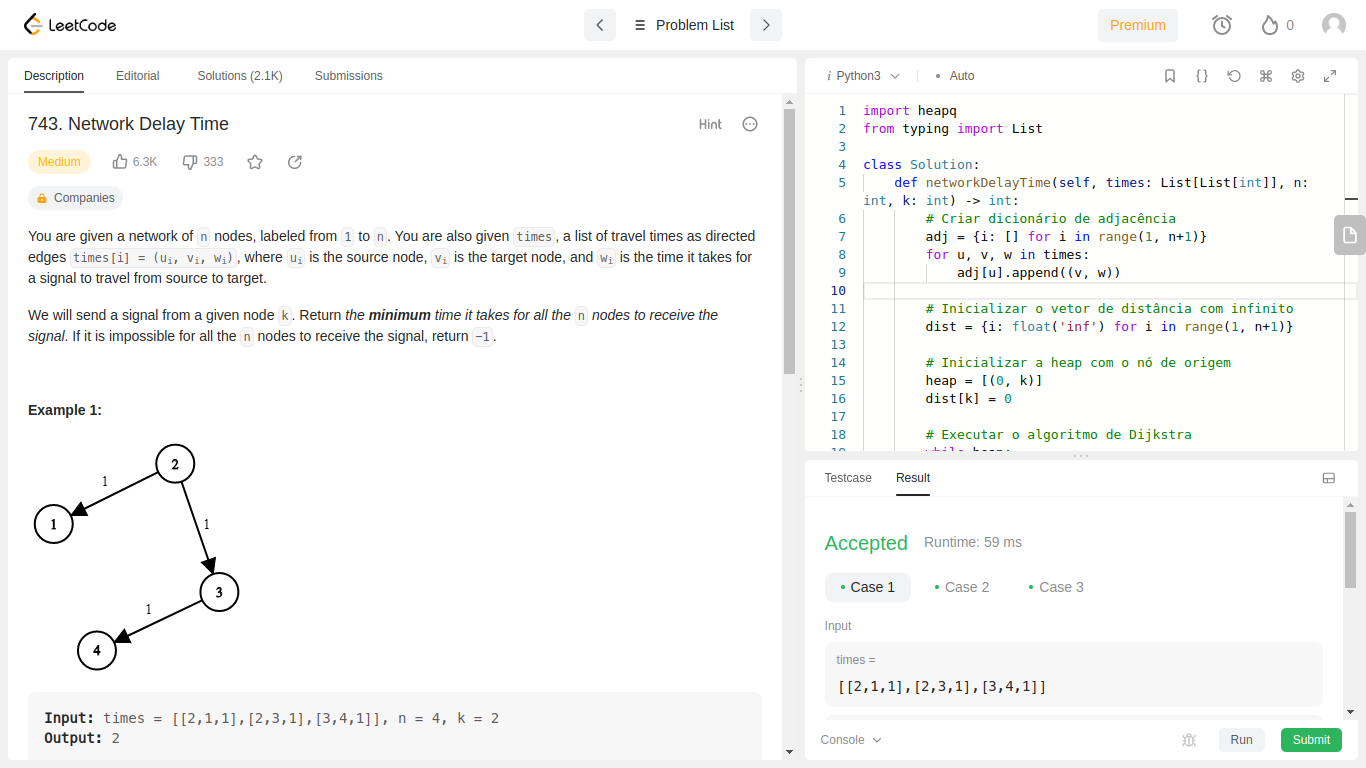 LeetCode
Problem List
Premium
0
Description
Editorial
Solutions (2.1K)
Submissions
743. Network Delay Time
Hint
Medium
6.3K
333
Companies
You are given a network of n nodes, labeled from 1 to n. You are also given times, a list of travel times as directed
edges times[i] = (ui, vi, wi), where ui is the source node, vi is the target node, and wi is the time it takes for
a signal to travel from source to target.
We will send a signal from a given node k. Return the minimum time it takes for all the n nodes to receive the
signal. If it is impossible for all the n nodes to receive the signal, return -1.
Example 1:
2
1
1
1
3
1
4
Input: times = [[2,1,1],[2,3,1],[3,4,1]], n = 4, k = 2
Output: 2
i Python3
• Auto
1 import heapq
2 from typing import List
3
4 class Solution:
5 def networkDelayTime(self, times: List[List[int]], n:
int, k: int) -> int:
6 # Criar dicionário de adjacência
7 adj = {i: [] for i in range(1, n+1)}
8 for u, v, w in times:
9 adj[u].append((v, w))
10
11 # Inicializar o vetor de distância com infinito
12 dist = {i: float('inf') for i in range(1, n+1)}
13
14 # Inicializar a heap com o nó de origem
15 heap = [(0, k)]
16 dist[k] = 0
17
18 # Executar o algoritmo de Dijkstra
19 while heap:
Testcase
Result
Accepted
Runtime: 59 ms
• Case 1
• Case 2
• Case 3
Input
times =
[[2,1,1],[2,3,1],[3,4,1]]
Console
Run
Submit